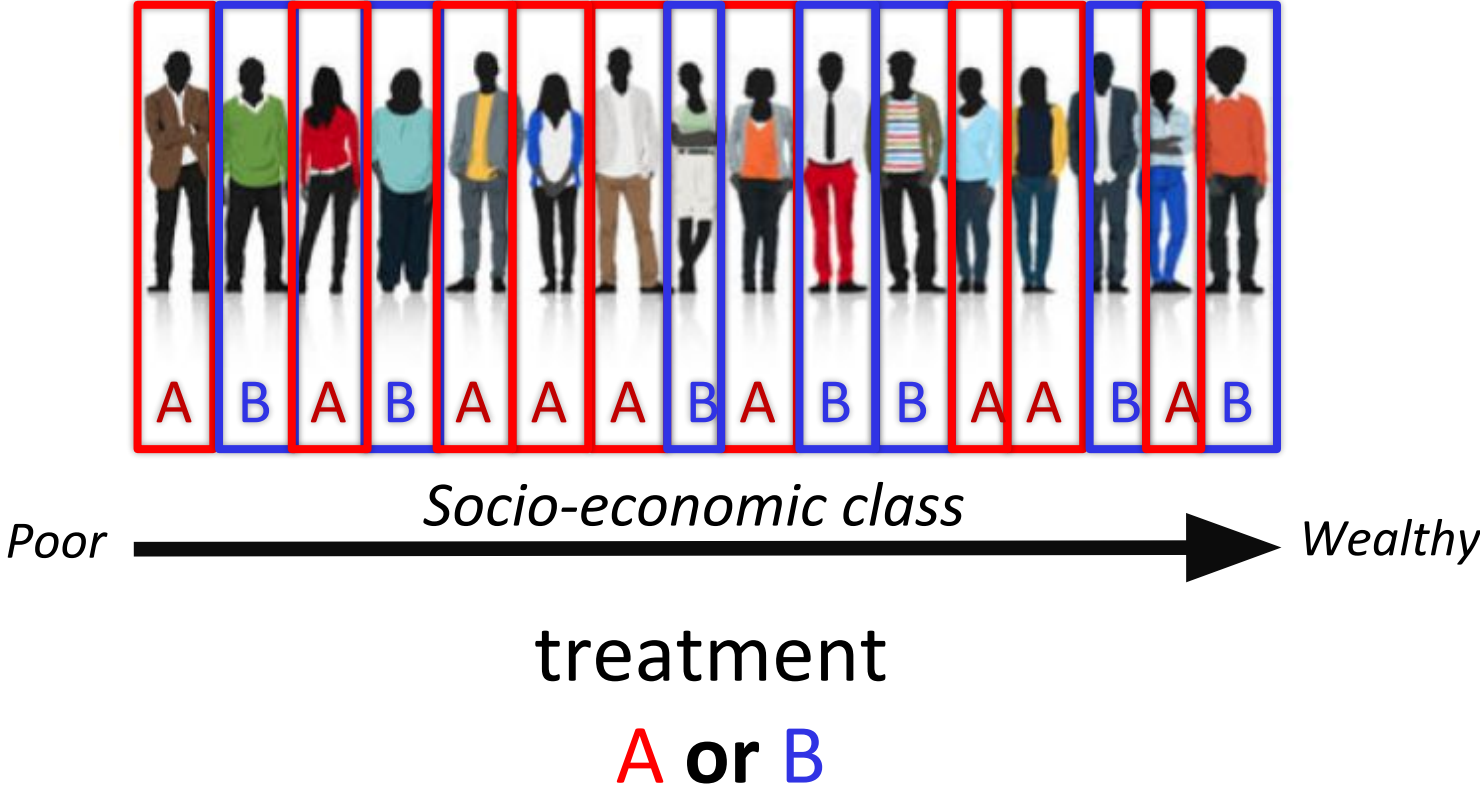 A B A B A A A B A B B A A B A B
Socio-economic class
Poor Wealthy
treatment
A or B